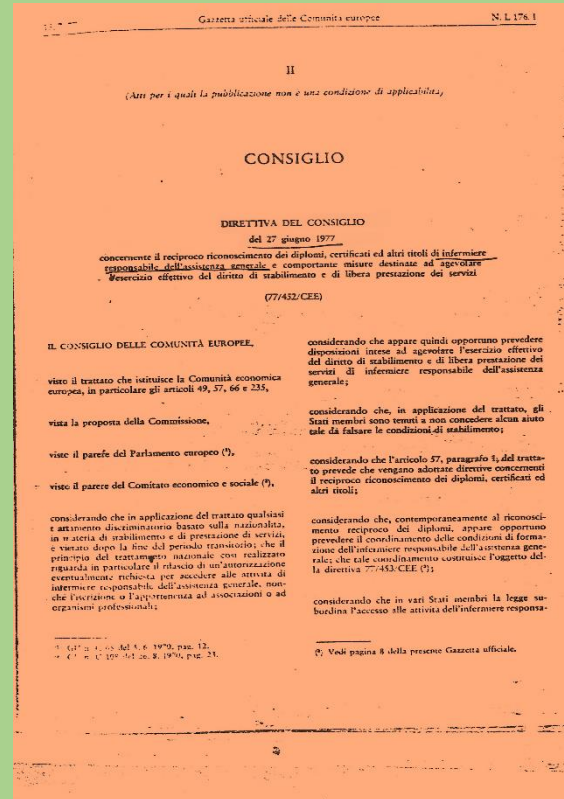 Gazzetta ufficiale delle Comunità europee
N. L 176/1
II
(Atti per i quali la pubblicazione non è una condizione di applicabilità)
CONSIGLIO
DIRETTIVA DEL CONSIGLIO
del 27 giugno 1977
concernente il reciproco riconoscimento dei diplomi, certificati ed altri titoli di infermiere
responsabile dell'assistenza generale e comportante misure destinate ad agevolare
l'esercizio effettivo del diritto di stabilimento e di libera prestazione dei servizi
(77/452/CEE)
IL CONSIGLIO DELLE COMUNITÀ EUROPEE,
visto il trattato che istituisce la Comunità economica
europea, in particolare gli articoli 49, 57, 66 e 235,
vista la proposta della Commissione,
visto il parere del Parlamento europeo (¹),
visto il parere del Comitato economico e sociale (²),
considerando che in applicazione del trattato qualsiasi
trattamento discriminatorio basato sulla nazionalità,
in materia di stabilimento e di prestazione di servizi,
è vietato dopo la fine del periodo transitorio; che il
principio del trattamento nazionale così realizzato
riguarda in particolare il rilascio di un'autorizzazione
eventualmente richiesta per accedere alle attività di
infermiere responsabile dell'assistenza generale, non-
ché l'iscrizione o l'appartenenza ad associazioni o ad
organismi professionali;
1970, pag. 12.
8. 1970, pag. 21.
considerando che appare quindi opportuno prevedere
disposizioni intese ad agevolare l'esercizio effettivo
del diritto di stabilimento e di libera prestazione dei
servizi di infermiere responsabile dell'assistenza
generale;
considerando che, in applicazione del trattato, gli
Stati membri sono tenuti a non concedere alcun aiuto
tale da falsare le condizioni di stabilimento;
considerando che l'articolo 57, paragrafo 1, del tratta-
to prevede che vengano adottate direttive concernenti
il reciproco riconoscimento dei diplomi, certificati ed
altri titoli;
considerando che, contemporaneamente al riconosci-
mento reciproco dei diplomi, appare opportuno
prevedere il coordinamento delle condizioni di forma-
zione dell'infermiere responsabile dell'assistenza gene-
rale; che tale coordinamento costituisce l'oggetto del-
la direttiva 77/453/CEE (³);
considerando che in vari Stati membri la legge su-
bordina l'accesso alle attività dell'infermiere responsa-
(³) Vedi pagina 8 della presente Gazzetta ufficiale.